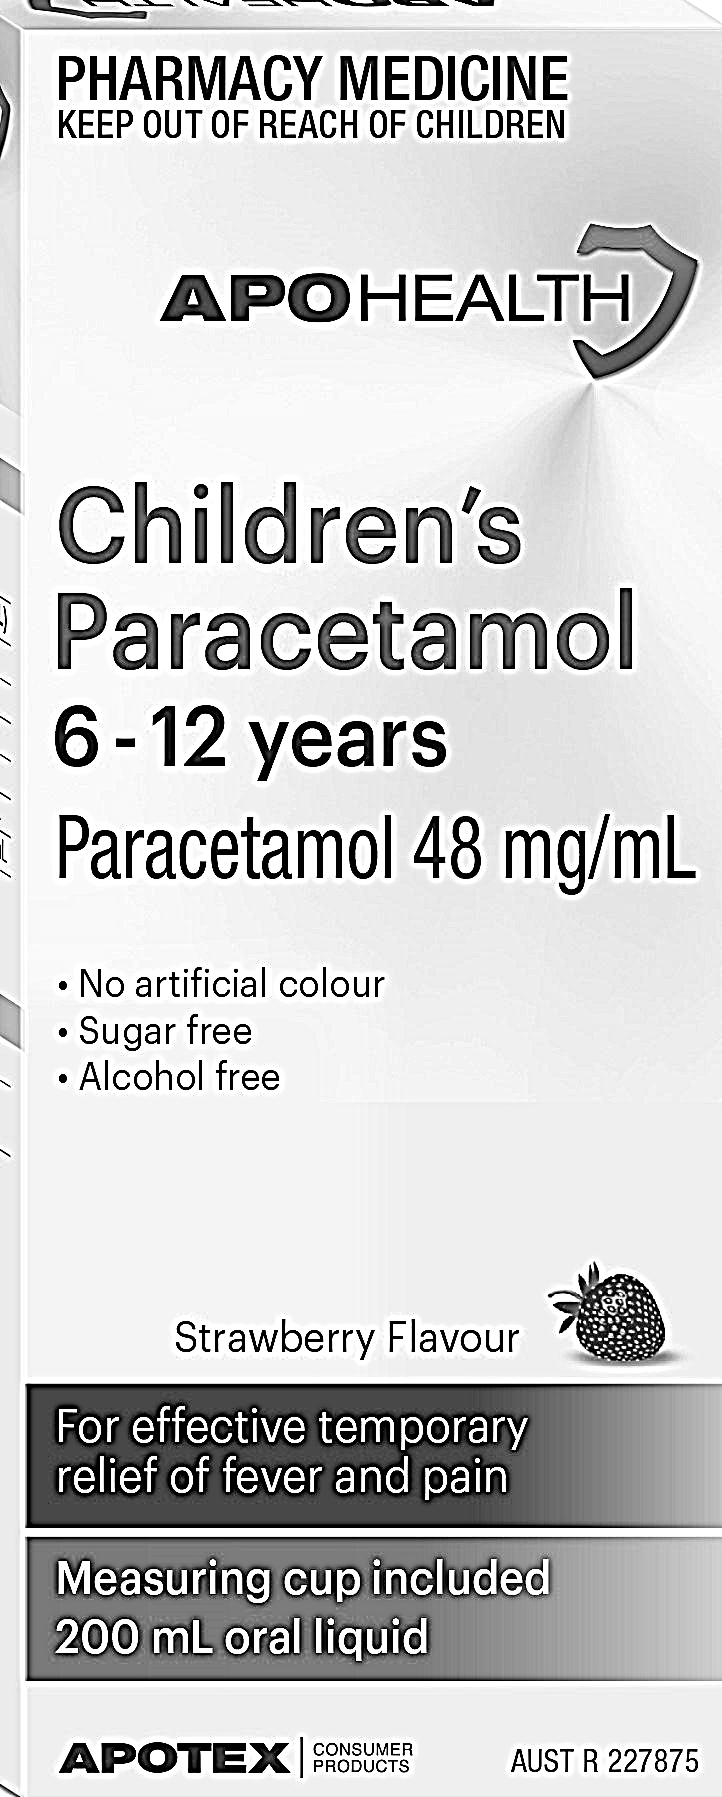 PHARMACY MEDICINE
KEEP OUT OF REACH OF CHILDREN
APOHEALTH
Children's
Paracetamol
6 - 12 years
Paracetamol 48 mg/mL
• No artificial colour
• Sugar free
• Alcohol free
Strawberry Flavour
For effective temporary
relief of fever and pain
Measuring cup included
200 mL oral liquid
APOTEX | CONSUMER
PRODUCTS
AUST R 227875